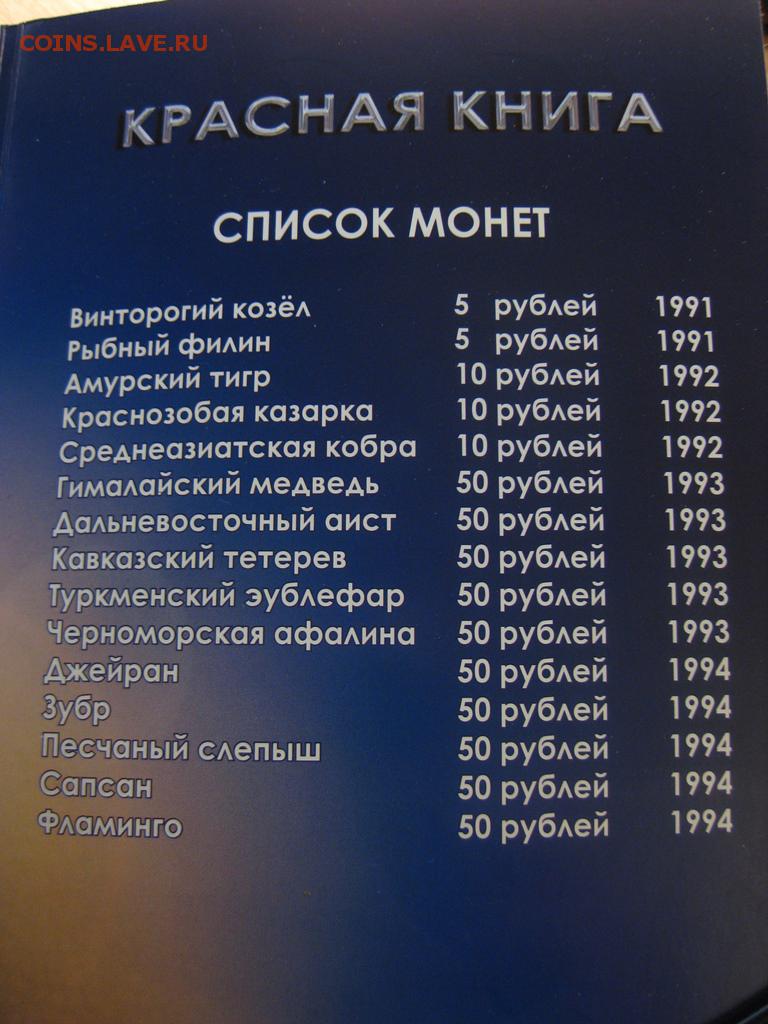 COINS.LAVE.RU
КРАСНАЯ КНИГА
СПИСОК МОНЕТ
Винторогий козёл 5 рублей 1991
Рыбный филин 5 рублей 1991
Амурский тигр 10 рублей 1992
Краснозобая казарка 10 рублей 1992
Среднеазиатская кобра 10 рублей 1992
Гималайский медведь 50 рублей 1993
Дальневосточный аист 50 рублей 1993
Кавказский тетерев 50 рублей 1993
Туркменский эублефар 50 рублей 1993
Черноморская афалина 50 рублей 1993
Джейран 50 рублей 1994
Зубр 50 рублей 1994
Песчаный слепыш 50 рублей 1994
Сапсан 50 рублей 1994
Фламинго 50 рублей 1994